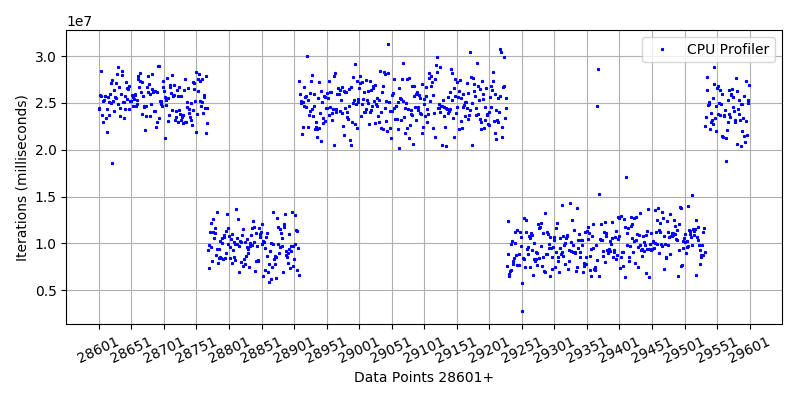 1e7
CPU Profiler
3.0
2.5
2.0
1.5
1.0
0.5
Iterations (milliseconds)
28601 28651 28701 28751 28801 28851 28901 28951 29001 29051 29101 29151 29201 29251 29301 29351 29401 29451 29501 29551 29601
Data Points 28601+